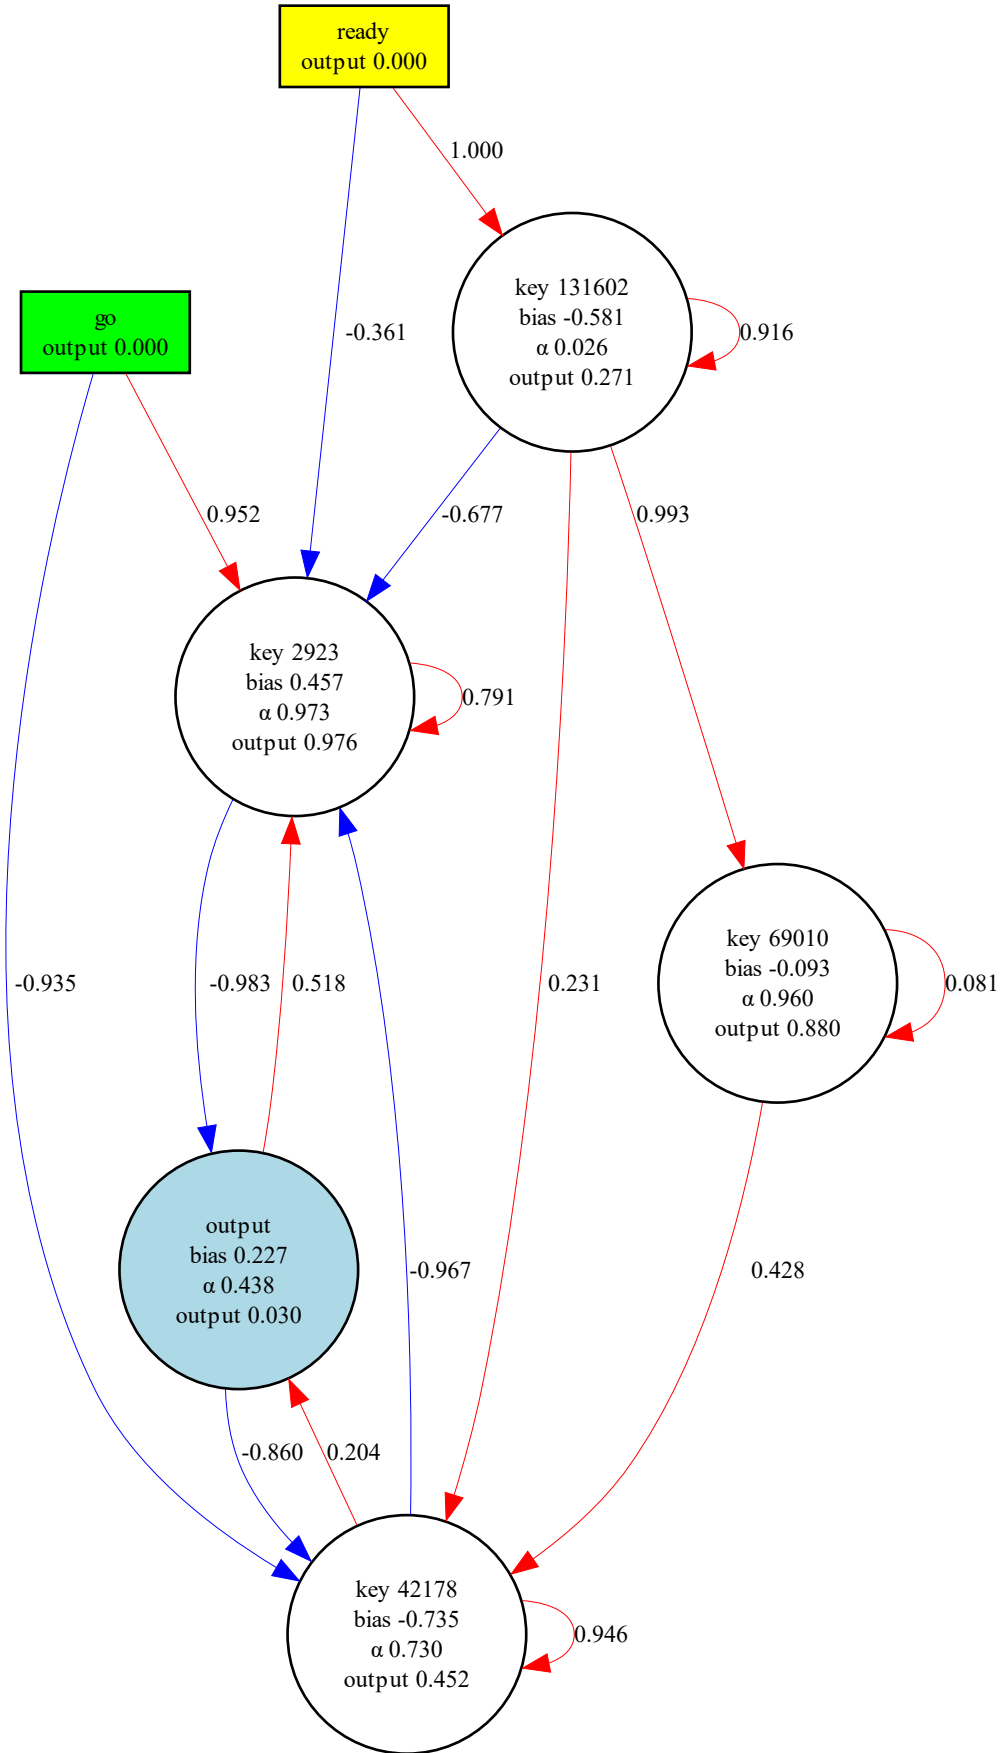 ready
output 0.000
1.000
go
output 0.000
-0.361
key 131602
bias -0.581
α 0.026
output 0.271
0.916
0.952
-0.677
0.993
key 2923
bias 0.457
α 0.973
output 0.976
0.791
-0.935
-0.983
0.518
0.231
key 69010
bias -0.093
α 0.960
output 0.880
0.081
output
bias 0.227
α 0.438
output 0.030
-0.967
0.428
-0.860
0.204
key 42178
bias -0.735
α 0.730
output 0.452
0.946